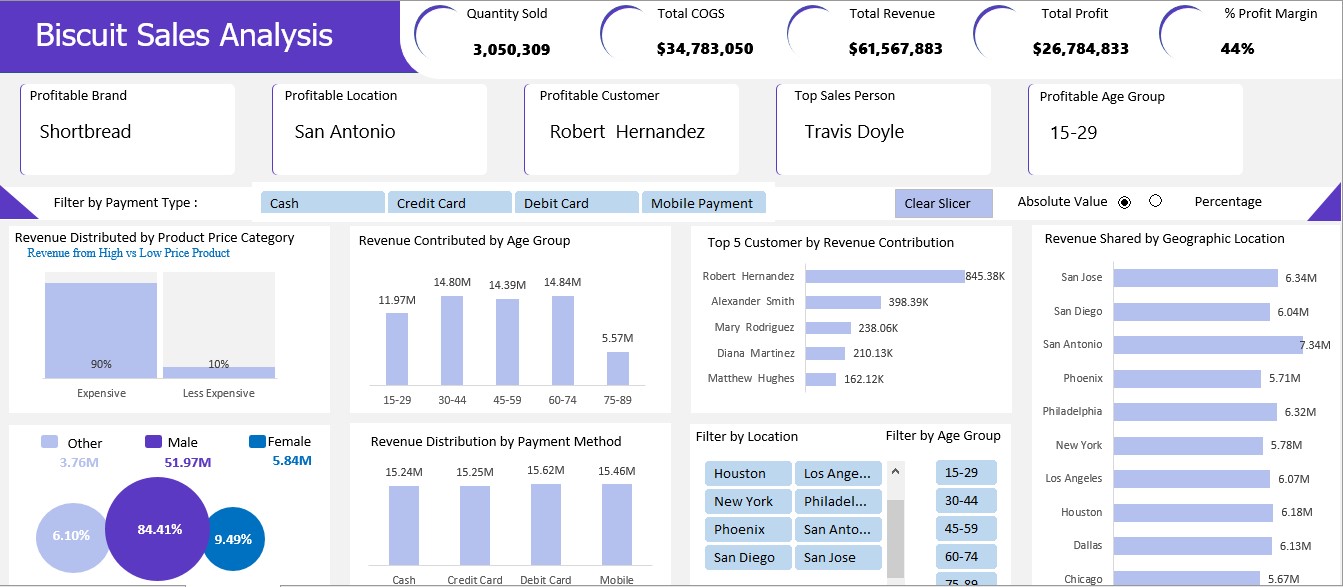 Biscuit Sales Analysis
Quantity Sold
3,050,309
Total COGS
$34,783,050
Total Revenue
$61,567,883
Total Profit
$26,784,833
% Profit Margin
44%
Profitable Brand
Shortbread
Profitable Location
San Antonio
Profitable Customer
Robert Hernandez
Top Sales Person
Travis Doyle
Profitable Age Group
15-29
Filter by Payment Type :
Cash
Credit Card
Debit Card
Mobile Payment
Clear Slicer
Absolute Value
Percentage
Revenue Distributed by Product Price Category
Revenue from High vs Low Price Product
90%
10%
Expensive
Less Expensive
Revenue Contributed by Age Group
11.97M
14.80M
14.39M
14.84M
5.57M
15-29
30-44
45-59
60-74
75-89
Top 5 Customer by Revenue Contribution
Robert Hernandez
845.38K
Alexander Smith
398.39K
Mary Rodriguez
238.06K
Diana Martinez
210.13K
Matthew Hughes
162.12K
Revenue Shared by Geographic Location
San Jose
6.34M
San Diego
6.04M
San Antonio
7.34M
Phoenix
5.71M
Philadelphia
6.32M
New York
5.78M
Los Angeles
6.07M
Houston
6.18M
Dallas
6.13M
Chicago
5.67M
Other
3.76M
Male
51.97M
Female
5.84M
6.10%
84.41%
9.49%
Revenue Distribution by Payment Method
15.24M
15.25M
15.62M
15.46M
Cash
Credit Card
Debit Card
Mobile
Filter by Location
Houston
Los Ange...
New York
Philadel...
Phoenix
San Anto...
San Diego
San Jose
Filter by Age Group
15-29
30-44
45-59
60-74
75-89